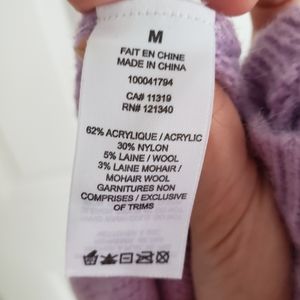 M
FAIT EN CHINE
MADE IN CHINA
100041794
CA# 11319
RN# 121340
62% ACRYLIQUE / ACRYLIC
30% NYLON
5% LAINE / WOOL
3% LAINE MOHAIR /
MOHAIR WOOL
GARNITURES NON
COMPRISES / EXCLUSIVE
OF TRIMS